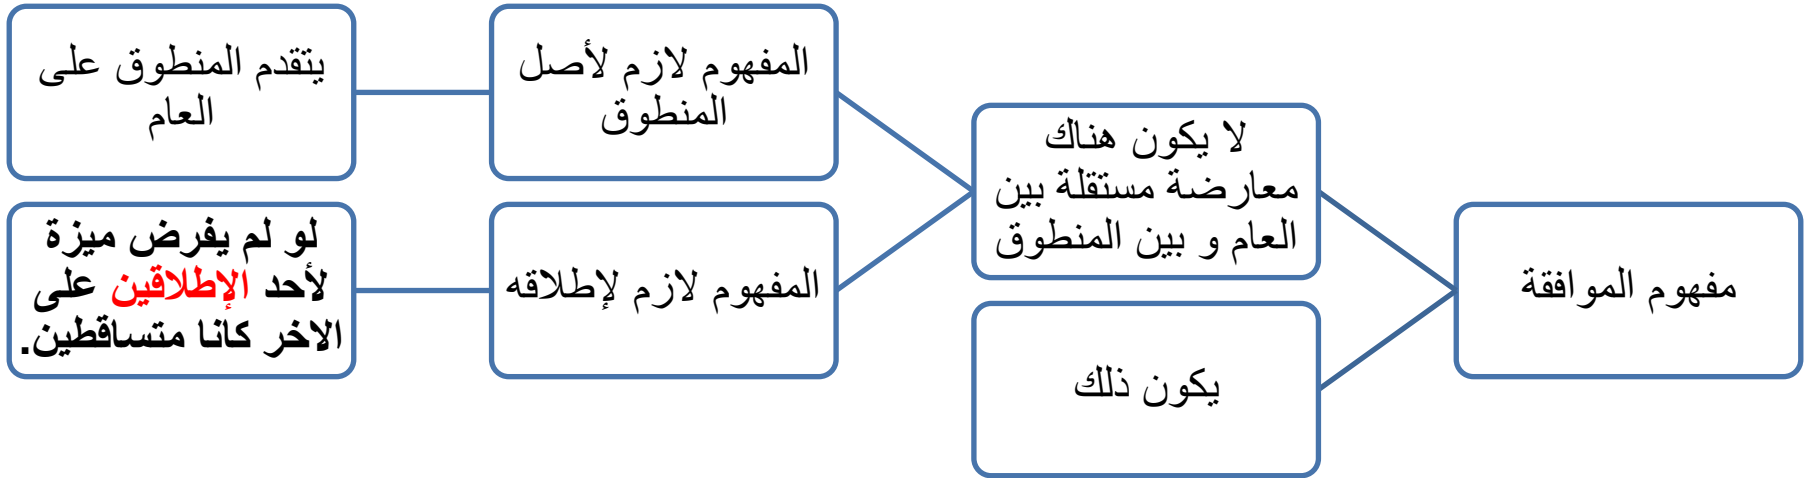 مفهوم الموافقة
لا يكون هناك
معارضة مستقلة بين
العام و بين المنطوق
يكون ذلك
المفهوم لازم لأصل
المنطوق
المفهوم لازم لإطلاقه
يتقدم المنطوق على
العام
لو لم يفرض ميزة
لأحد الإطلاقين على
الاخر كانا متساقطين.